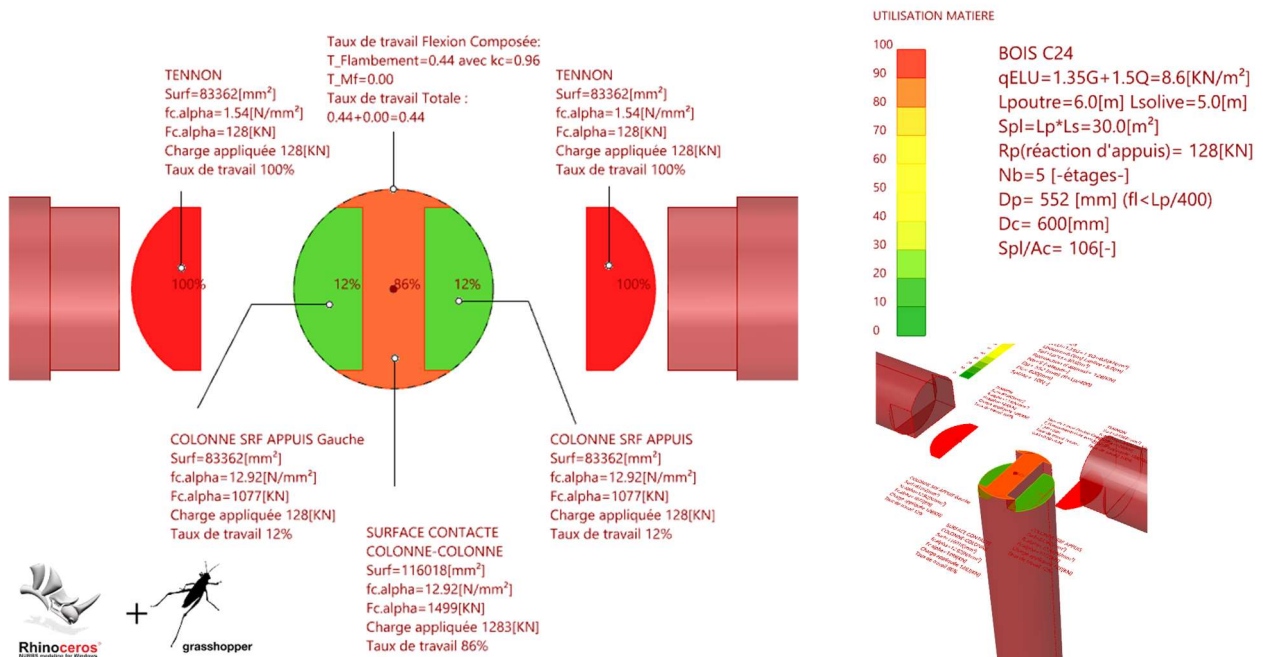 UTILISATION MATIERE
Taux de travail Flexion Composée:
T_Flambement=0.44 avec kc=0.96
T_Mf=0.00
Taux de travail Totale :
0.44+0.00=0.44
TENNON
Surf=83362[mm²]
fc.alpha=1.54[N/mm²]
Fc.alpha=128[KN]
Charge appliquée 128[KN]
Taux de travail 100%
TENNON
Surf=83362[mm²]
fc.alpha=1.54[N/mm²]
Fc.alpha=128[KN]
Charge appliquée 128[KN]
Taux de travail 100%
100
90
80
70
60
50
40
30
20
10
0
BOIS C24
qELU=1.35G+1.5Q=8.6[KN/m²]
Lpoutre=6.0[m] Lsolive=5.0[m]
Spl=Lp*Ls=30.0[m²]
Rp(réaction d'appuis)= 128[KN]
Nb=5 [-étages-]
Dp= 552 [mm] (fl<Lp/400)
Dc= 600[mm]
Spl/Ac= 106[-]
100%
12%
86%
12%
100%
COLONNE SRF APPUIS Gauche
Surf=83362[mm²]
fc.alpha=12.92[N/mm²]
Fc.alpha=1077[KN]
Charge appliquée 128[KN]
Taux de travail 12%
COLONNE SRF APPUIS
Surf=83362[mm²]
fc.alpha=12.92[N/mm²]
Fc.alpha=1077[KN]
Charge appliquée 128[KN]
Taux de travail 12%
SURFACE CONTACTE
COLONNE-COLONNE
Surf=116018[mm²]
fc.alpha=12.92[N/mm²]
Fc.alpha=1499[KN]
Charge appliquée 1283[KN]
Taux de travail 86%
Rhinoceros®
NURBS modeling for Windows
+
grasshopper